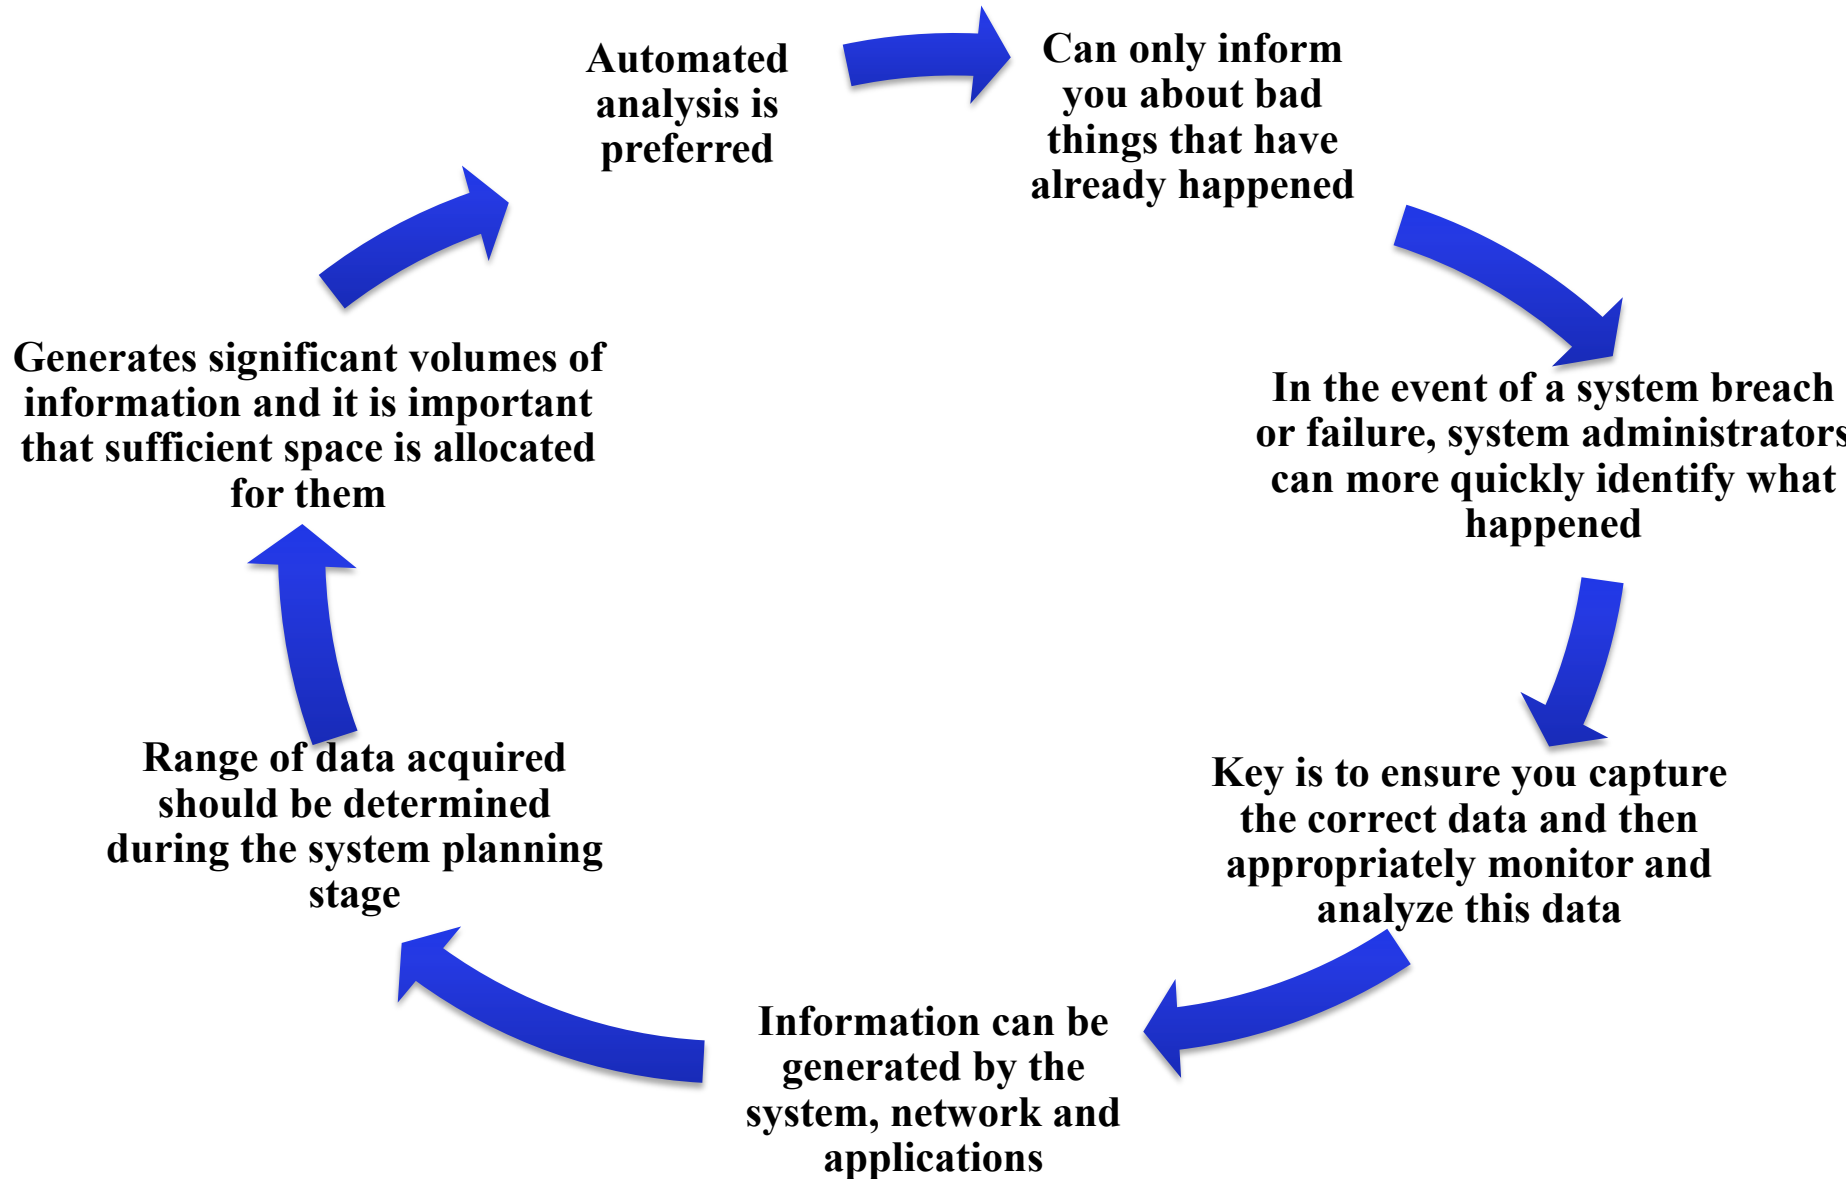 Automated
analysis is
preferred
Can only inform
you about bad
things that have
already happened
In the event of a system breach
or failure, system administrators
can more quickly identify what
happened
Key is to ensure you capture
the correct data and then
appropriately monitor and
analyze this data
Information can be
generated by the
system, network and
applications
Range of data acquired
should be determined
during the system planning
stage
Generates significant volumes of
information and it is important
that sufficient space is allocated
for them